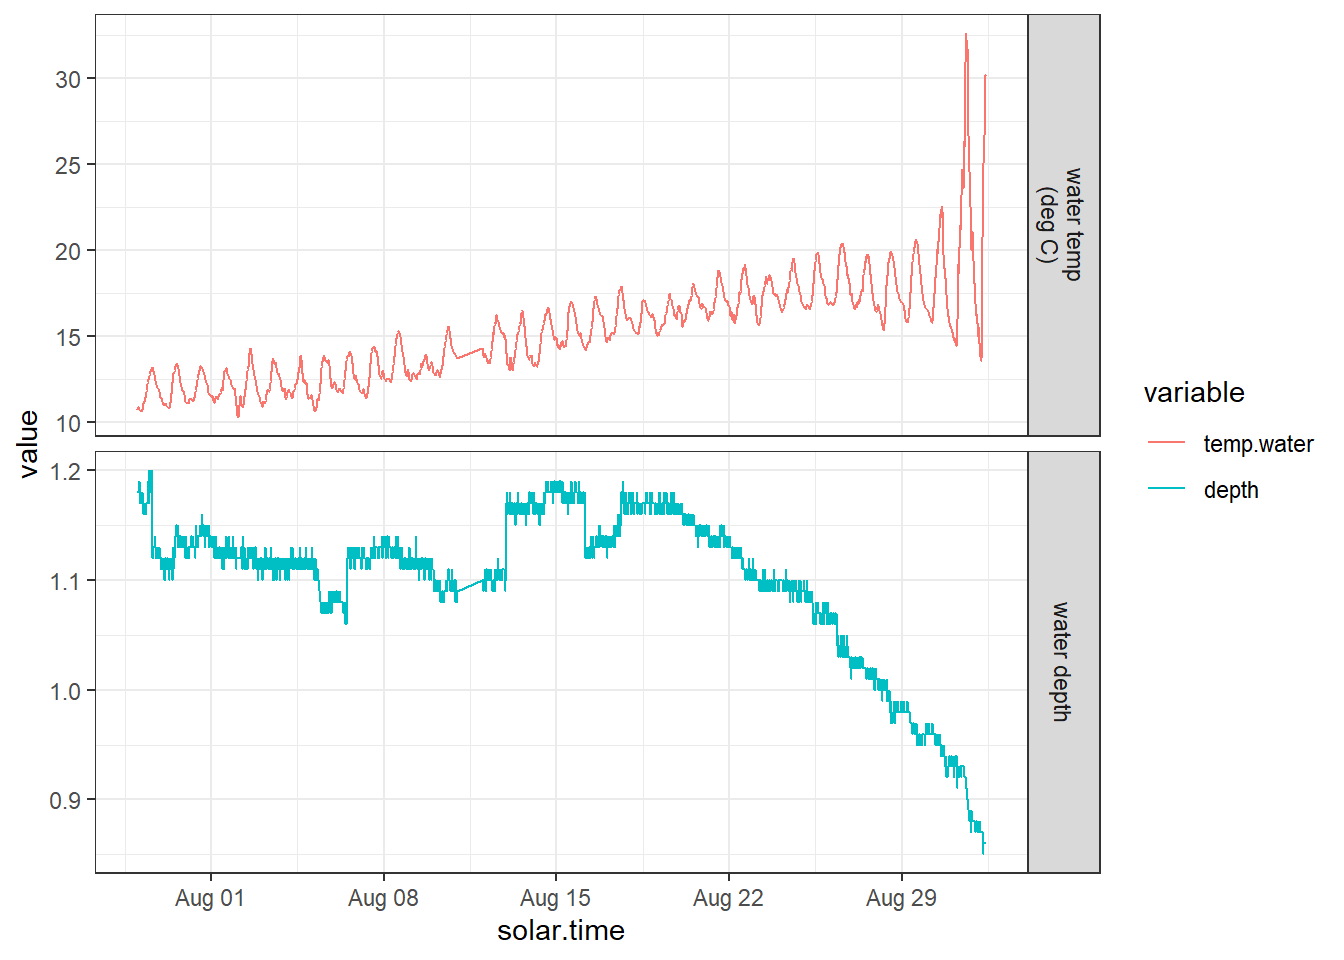 30
25
20
15
10
water temp
(deg C)
value
1.2
1.1
1.0
0.9
water depth
Aug 01
Aug 08
Aug 15
Aug 22
Aug 29
solar.time
variable
temp.water
depth